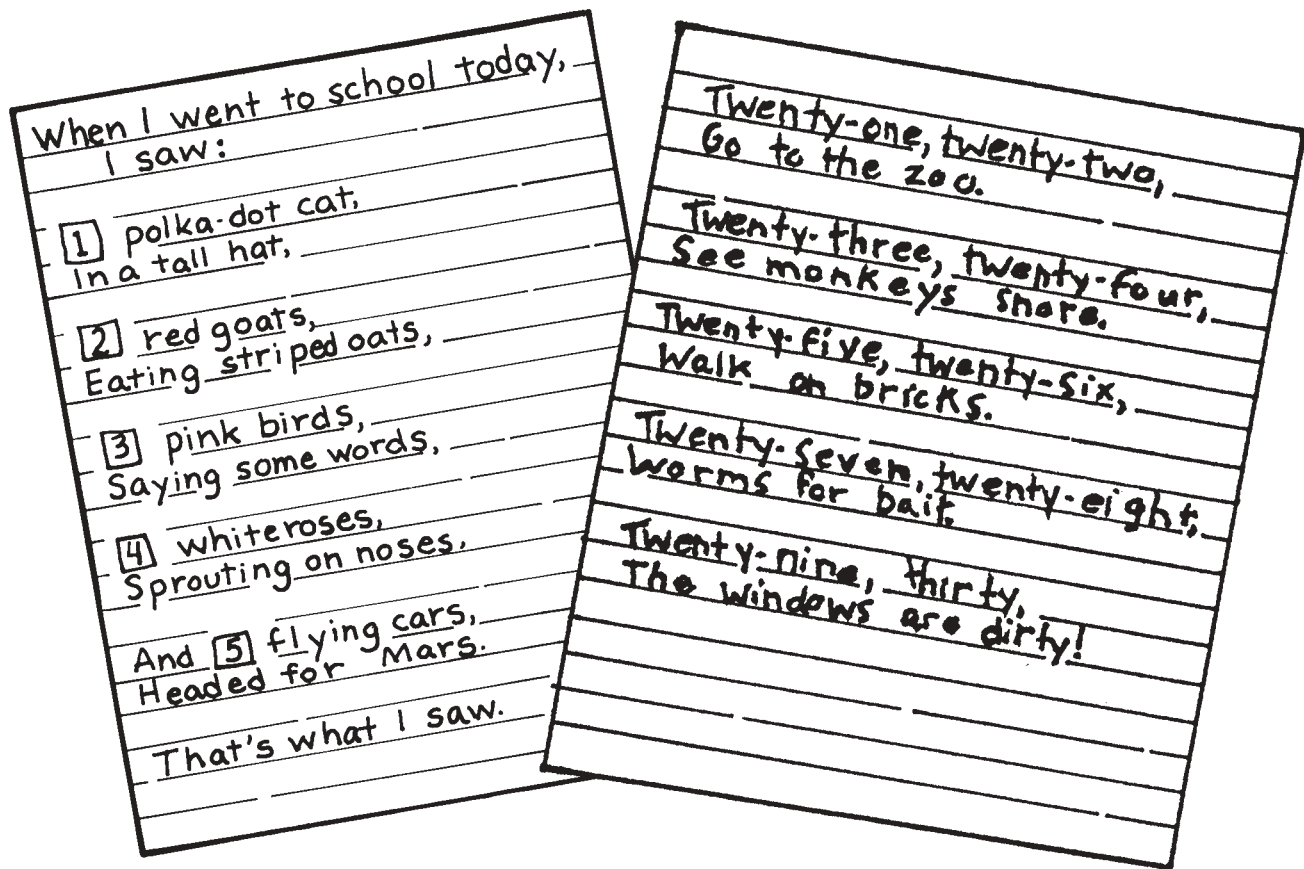 When I went to school today,
I saw:
1 polka-dot cat,
In a tall hat,
2 red goats,
Eating striped oats,
3 pink birds,
Saying some words,
4 white roses,
Sprouting on noses,
And 5 flying cars,
Headed for Mars.
That's what I saw.
Twenty-one, twenty-two,
Go to the zoo.
Twenty-three, twenty-four,
See monkeys snore.
Twenty-five, twenty-six,
Walk on bricks.
Twenty-seven, twenty-eight,
Worms for bait.
Twenty-nine, thirty,
The windows are dirty!